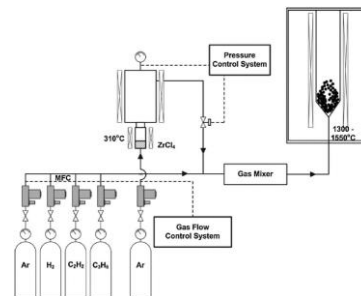 Pressure
Control System
310°C
ZrCl₄
1300 -
1550°C
MFC
Gas Mixer
Gas Flow
Control System
Ar
H₂
C₂H₂
C₃H₆
Ar